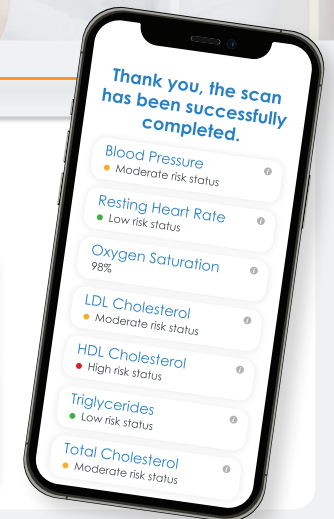 Thank you, the scan
has been successfully
completed.
Blood Pressure
Moderate risk status
Resting Heart Rate
Low risk status
Oxygen Saturation
98%
LDL Cholesterol
Moderate risk status
HDL Cholesterol
High risk status
Triglycerides
Low risk status
Total Cholesterol
Moderate risk status